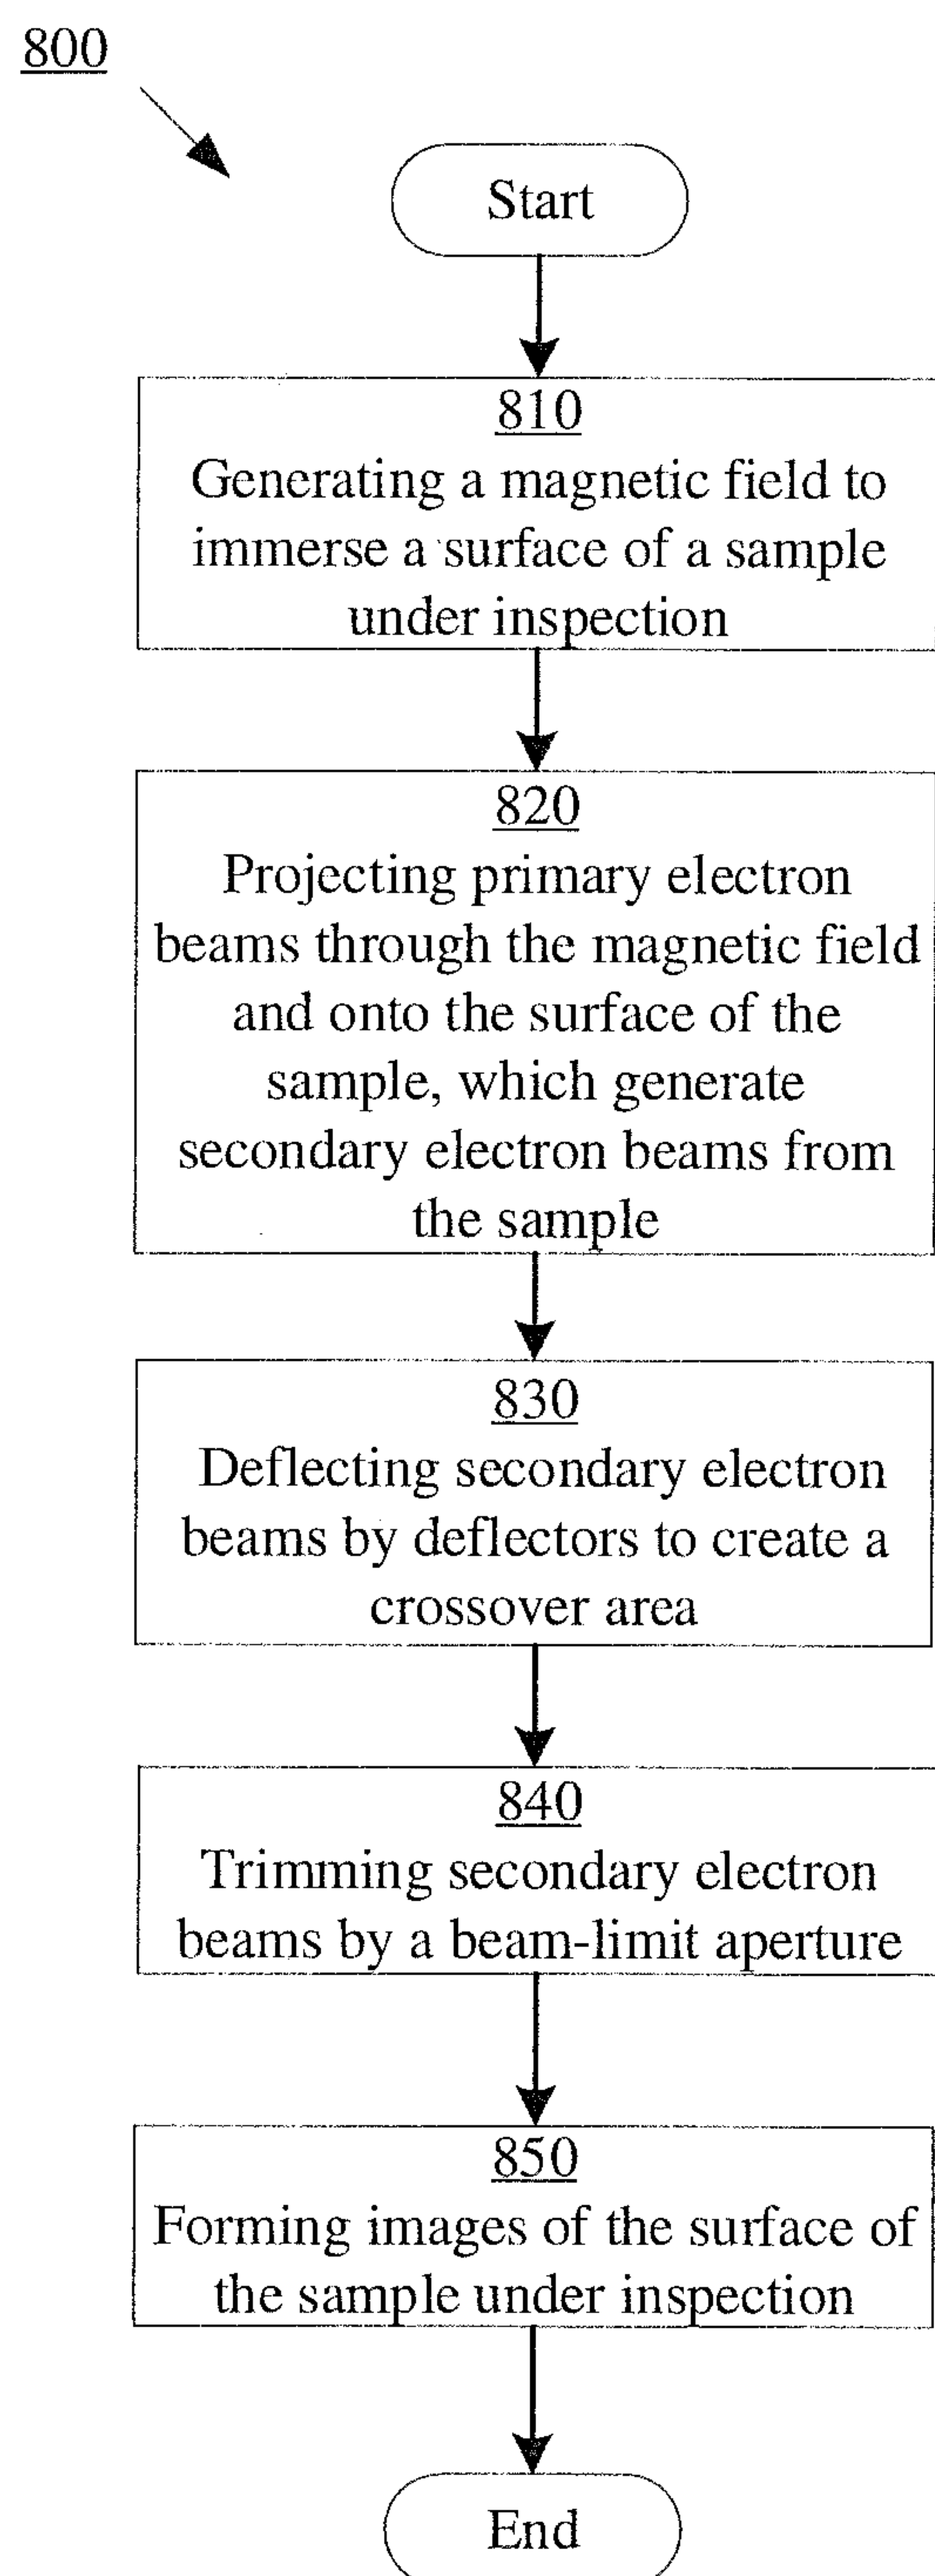 800
Start
810
Generating a magnetic field to
immerse a surface of a sample
under inspection
820
Projecting primary electron
beams through the magnetic field
and onto the surface of the
sample, which generate
secondary electron beams from
the sample
830
Deflecting secondary electron
beams by deflectors to create a
crossover area
840
Trimming secondary electron
beams by a beam-limit aperture
850
Forming images of the surface of
the sample under inspection
End